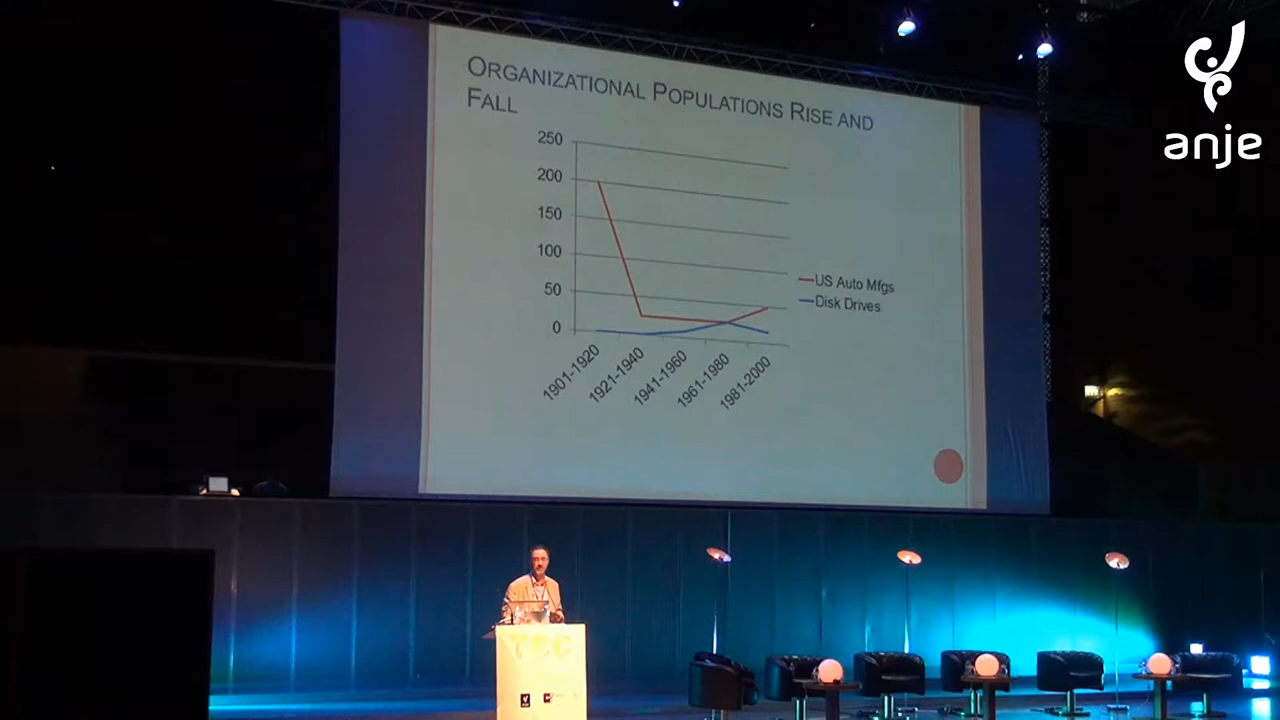 anje
ORGANIZATIONAL POPULATIONS RISE AND
FALL
250
200
150
100
50
0
US Auto Mfgs
Disk Drives
1901-1920
1921-1940
1941-1960
1961-1980
1981-2000